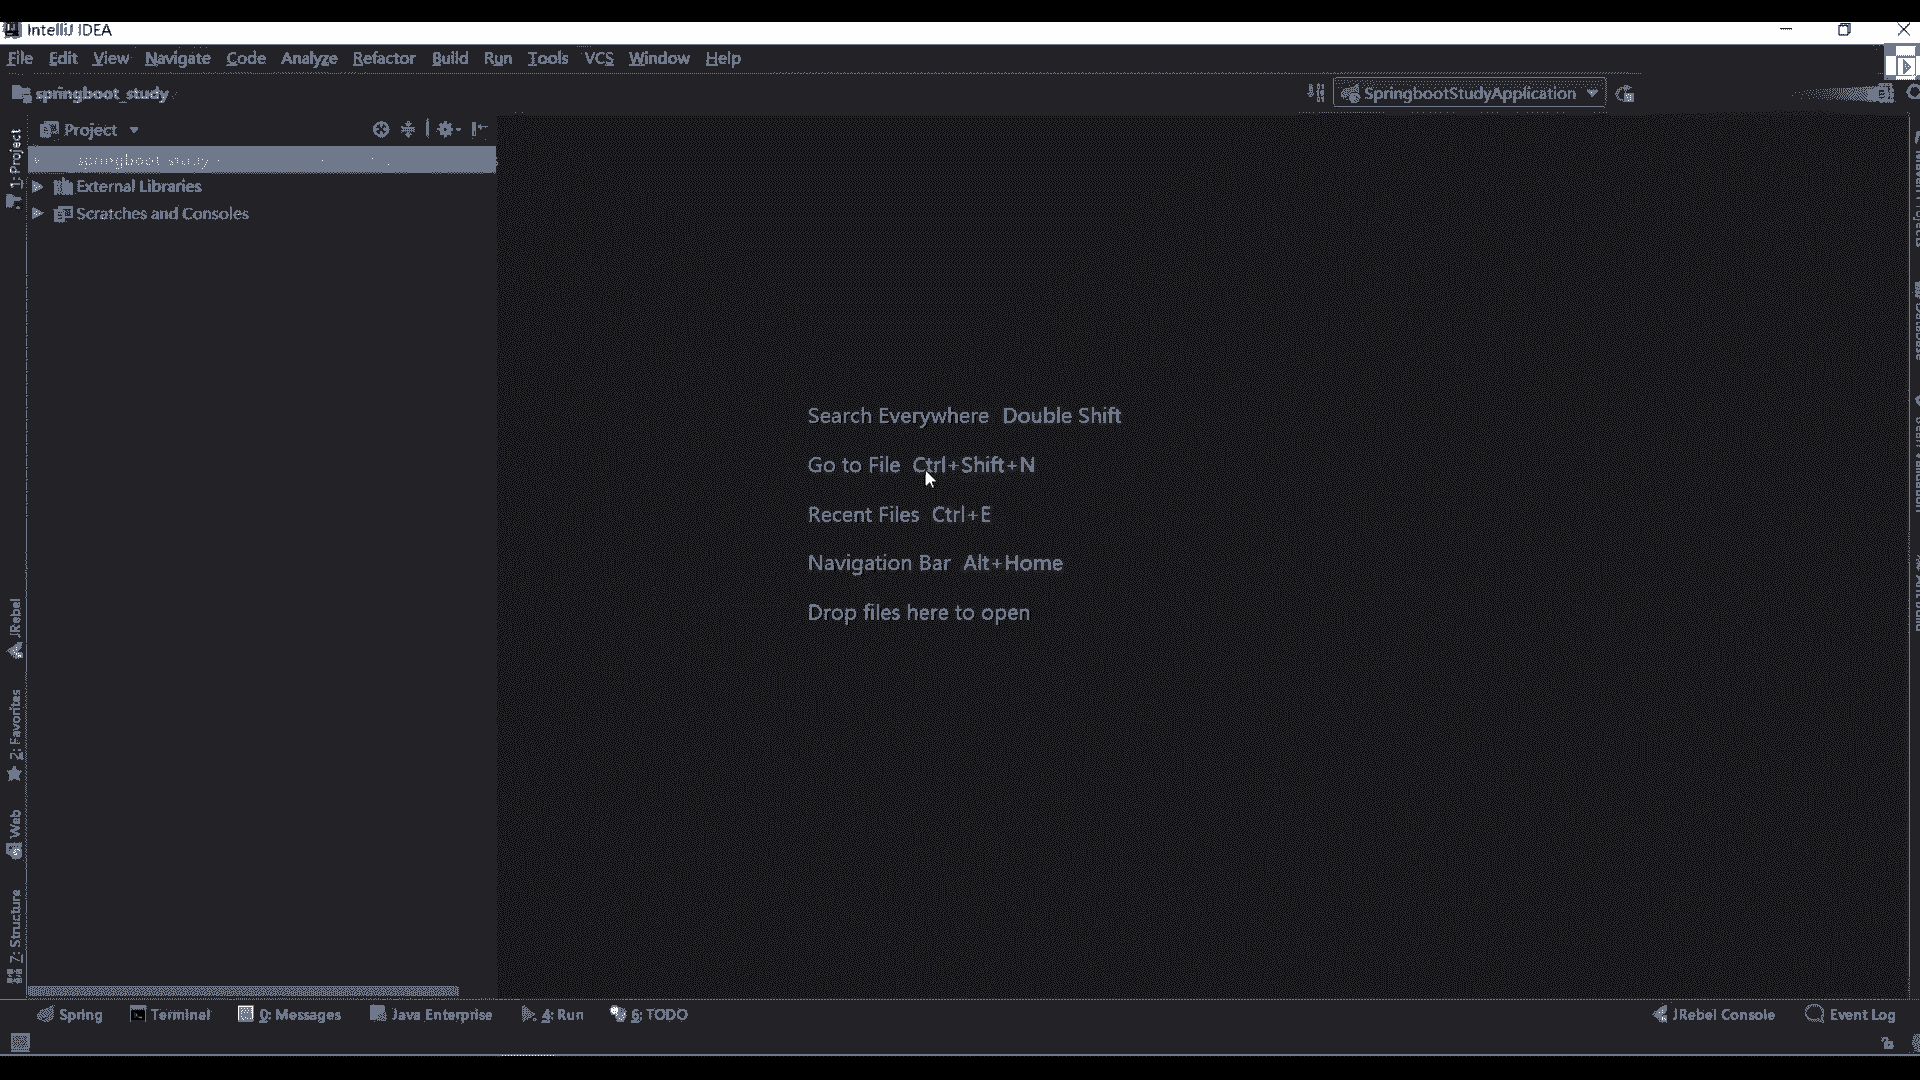 IntelliJ IDEA
File Edit View Navigate Code Analyze Refactor Build Run Tools VCS Window Help
springboot_study
SpringbootStudyApplication
Project
1: Project
springboot_study
External Libraries
Scratches and Consoles
Search Everywhere Double Shift
Go to File Ctrl+Shift+N
Recent Files Ctrl+E
Navigation Bar Alt+Home
Drop files here to open
JRebel
2: Favorites
Web
7: Structure
Spring Terminal 0: Messages Java Enterprise 4: Run 6: TODO JRebel Console Event Log